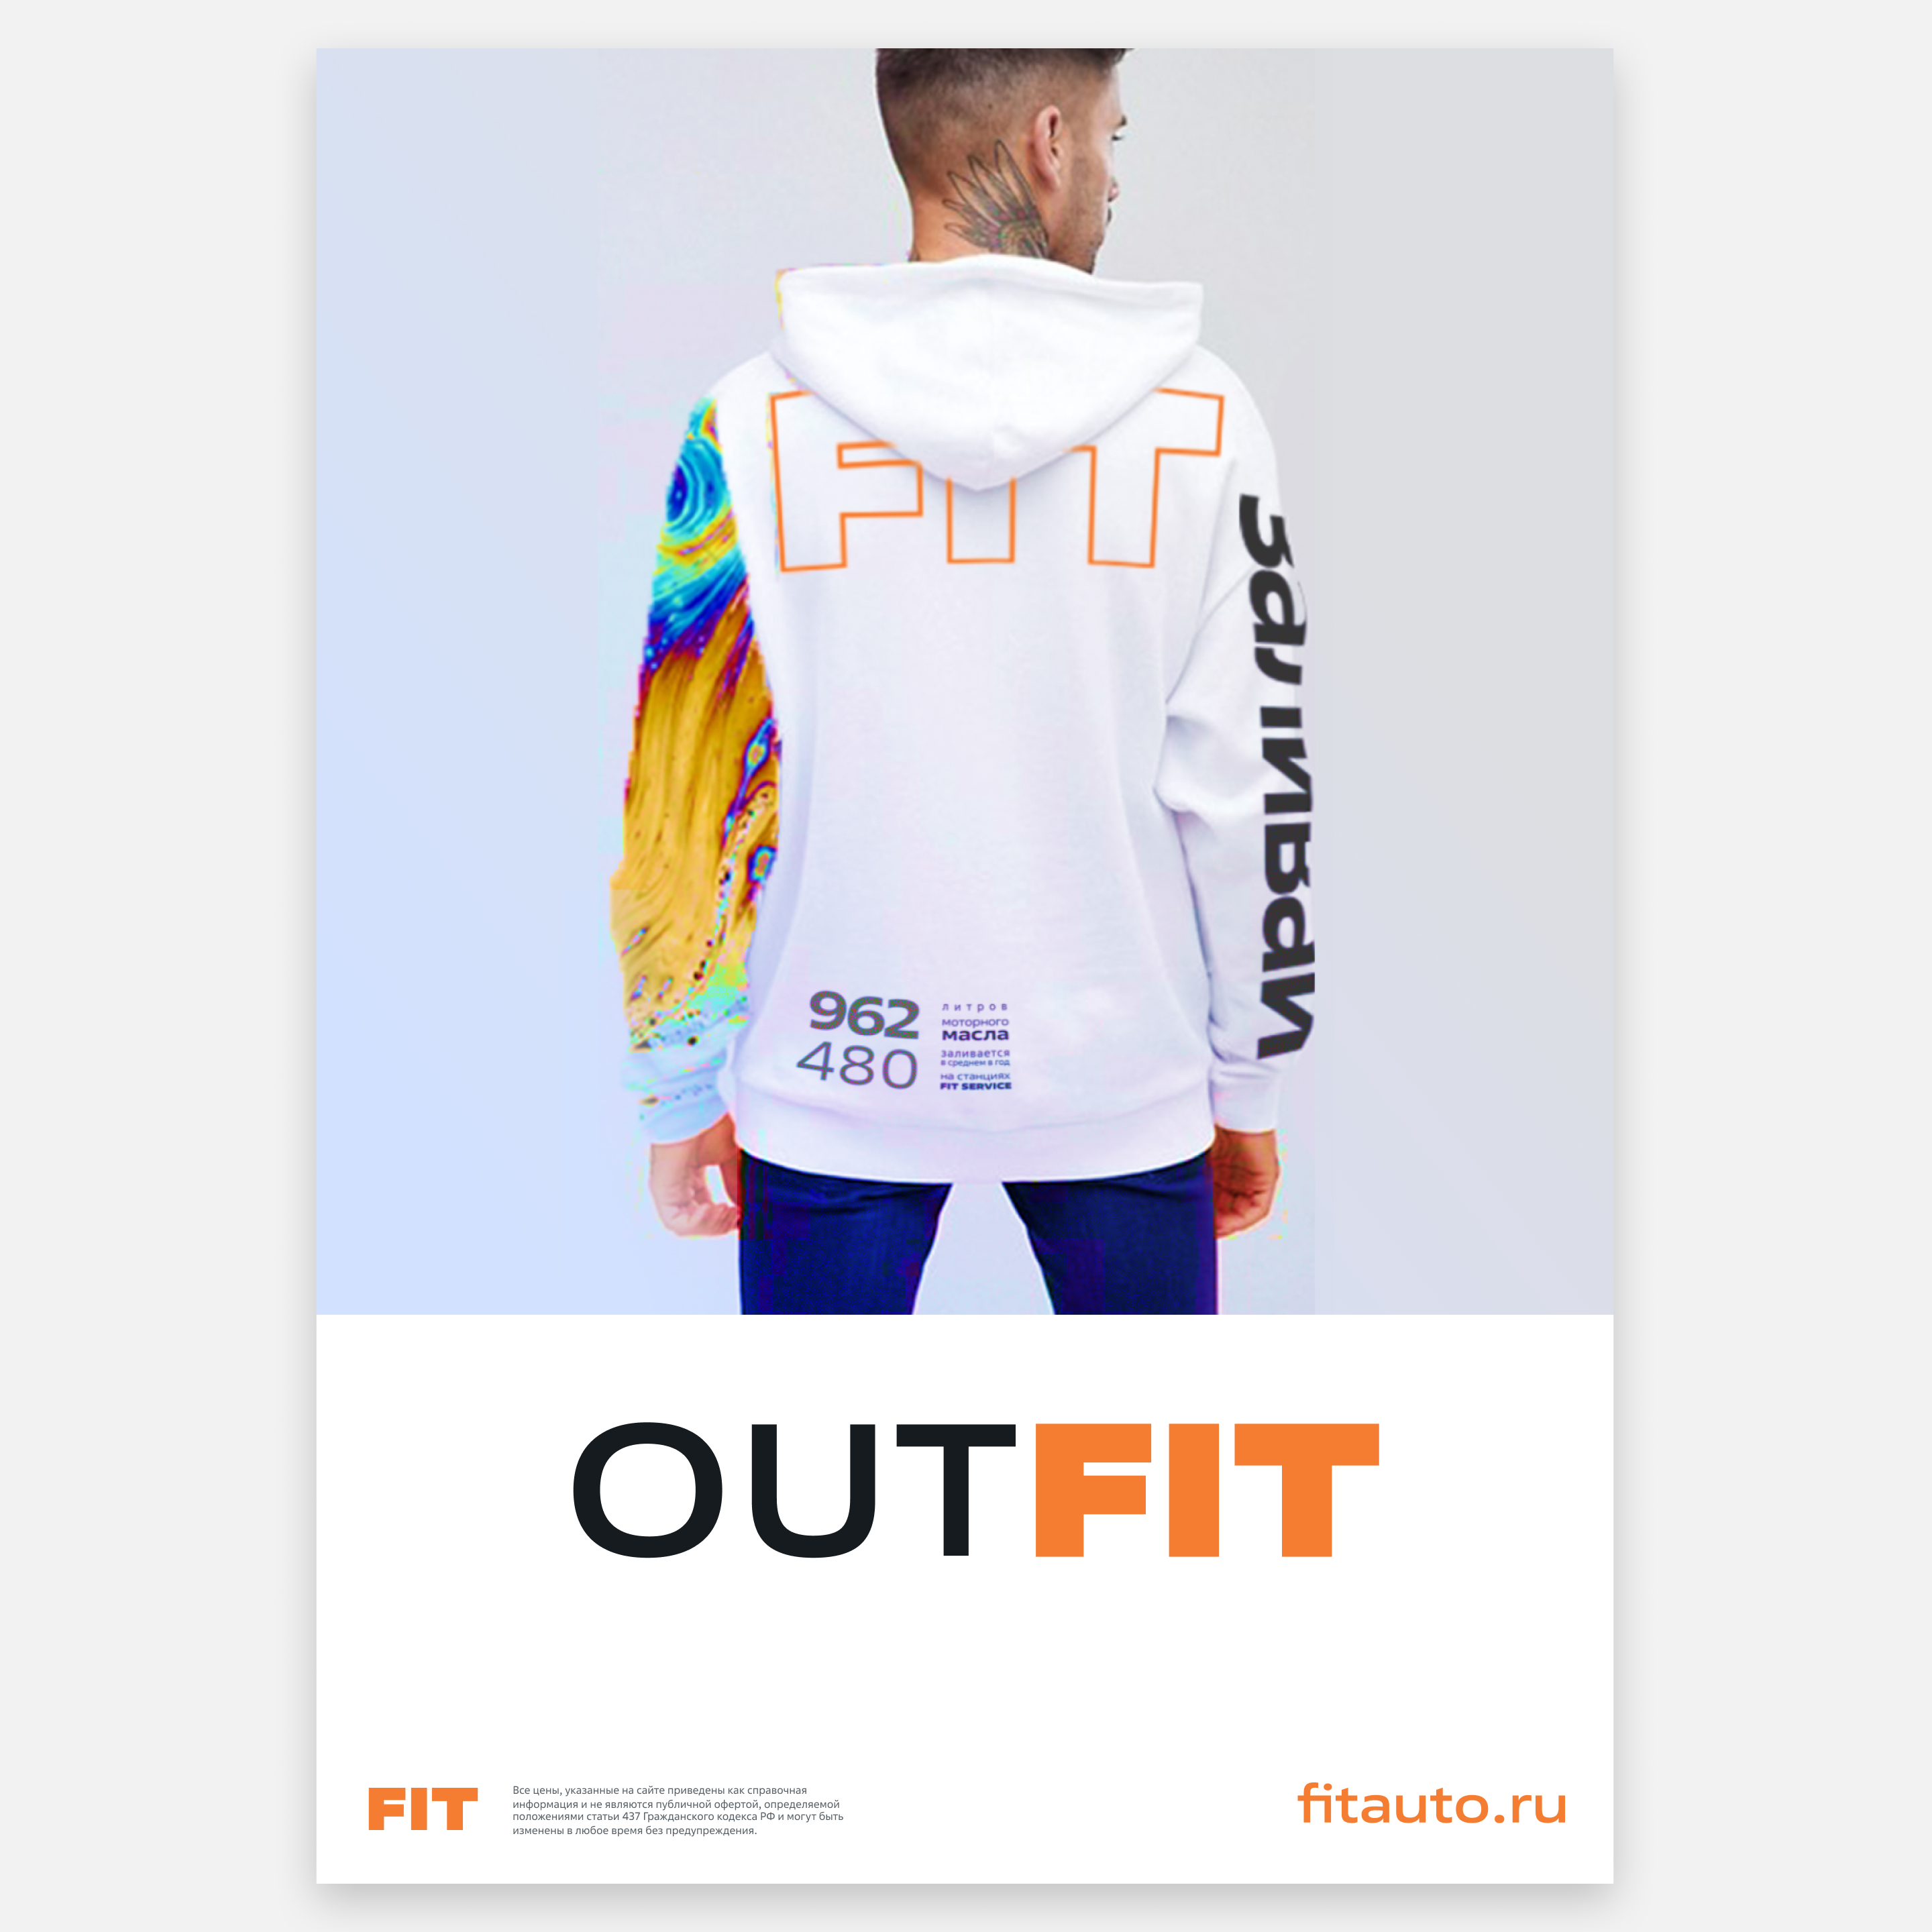 FIT
заливай
962
480
литров
моторного
масла
заливается
в среднем в год
на станциях
FIT SERVICE
OUTFIT
FIT
Все цены, указанные на сайте приведены как справочная
информация и не являются публичной офертой, определяемой
положениями статьи 437 Гражданского кодекса РФ и могут быть
изменены в любое время без предупреждения.
fitauto.ru